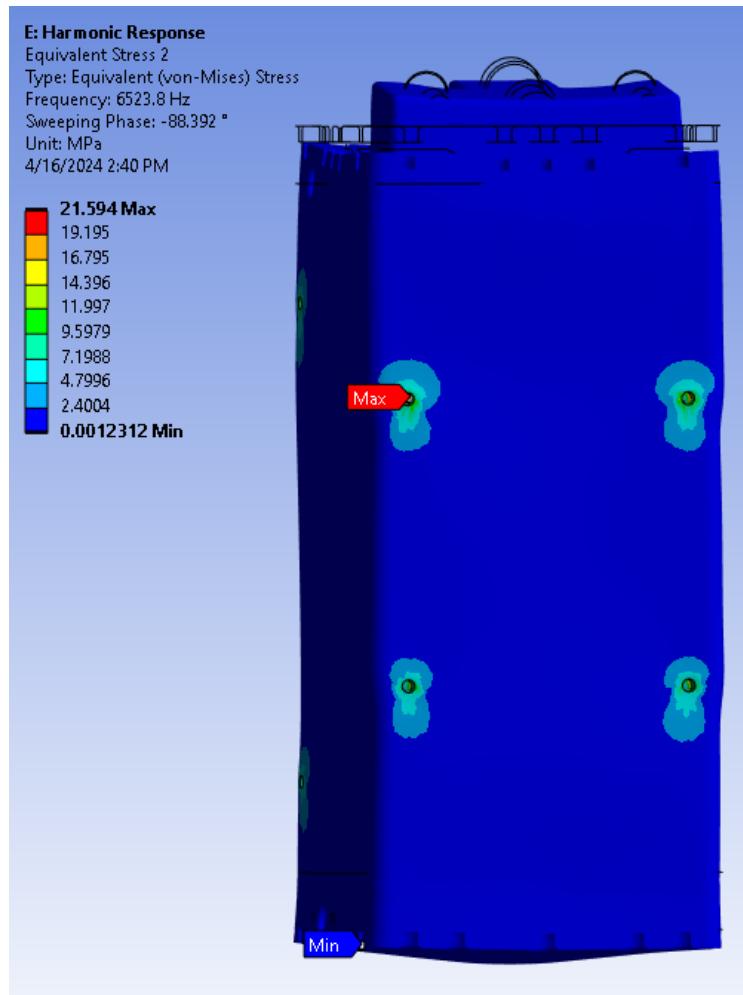 E: Harmonic Response
Equivalent Stress 2
Type: Equivalent (von-Mises) Stress
Frequency: 6523.8 Hz
Sweeping Phase: -88.392 °
Unit: MPa
4/16/2024 2:40 PM
21.594 Max
19.195
16.795
14.396
11.997
9.5979
7.1988
4.7996
2.4004
0.0012312 Min
Max
Min